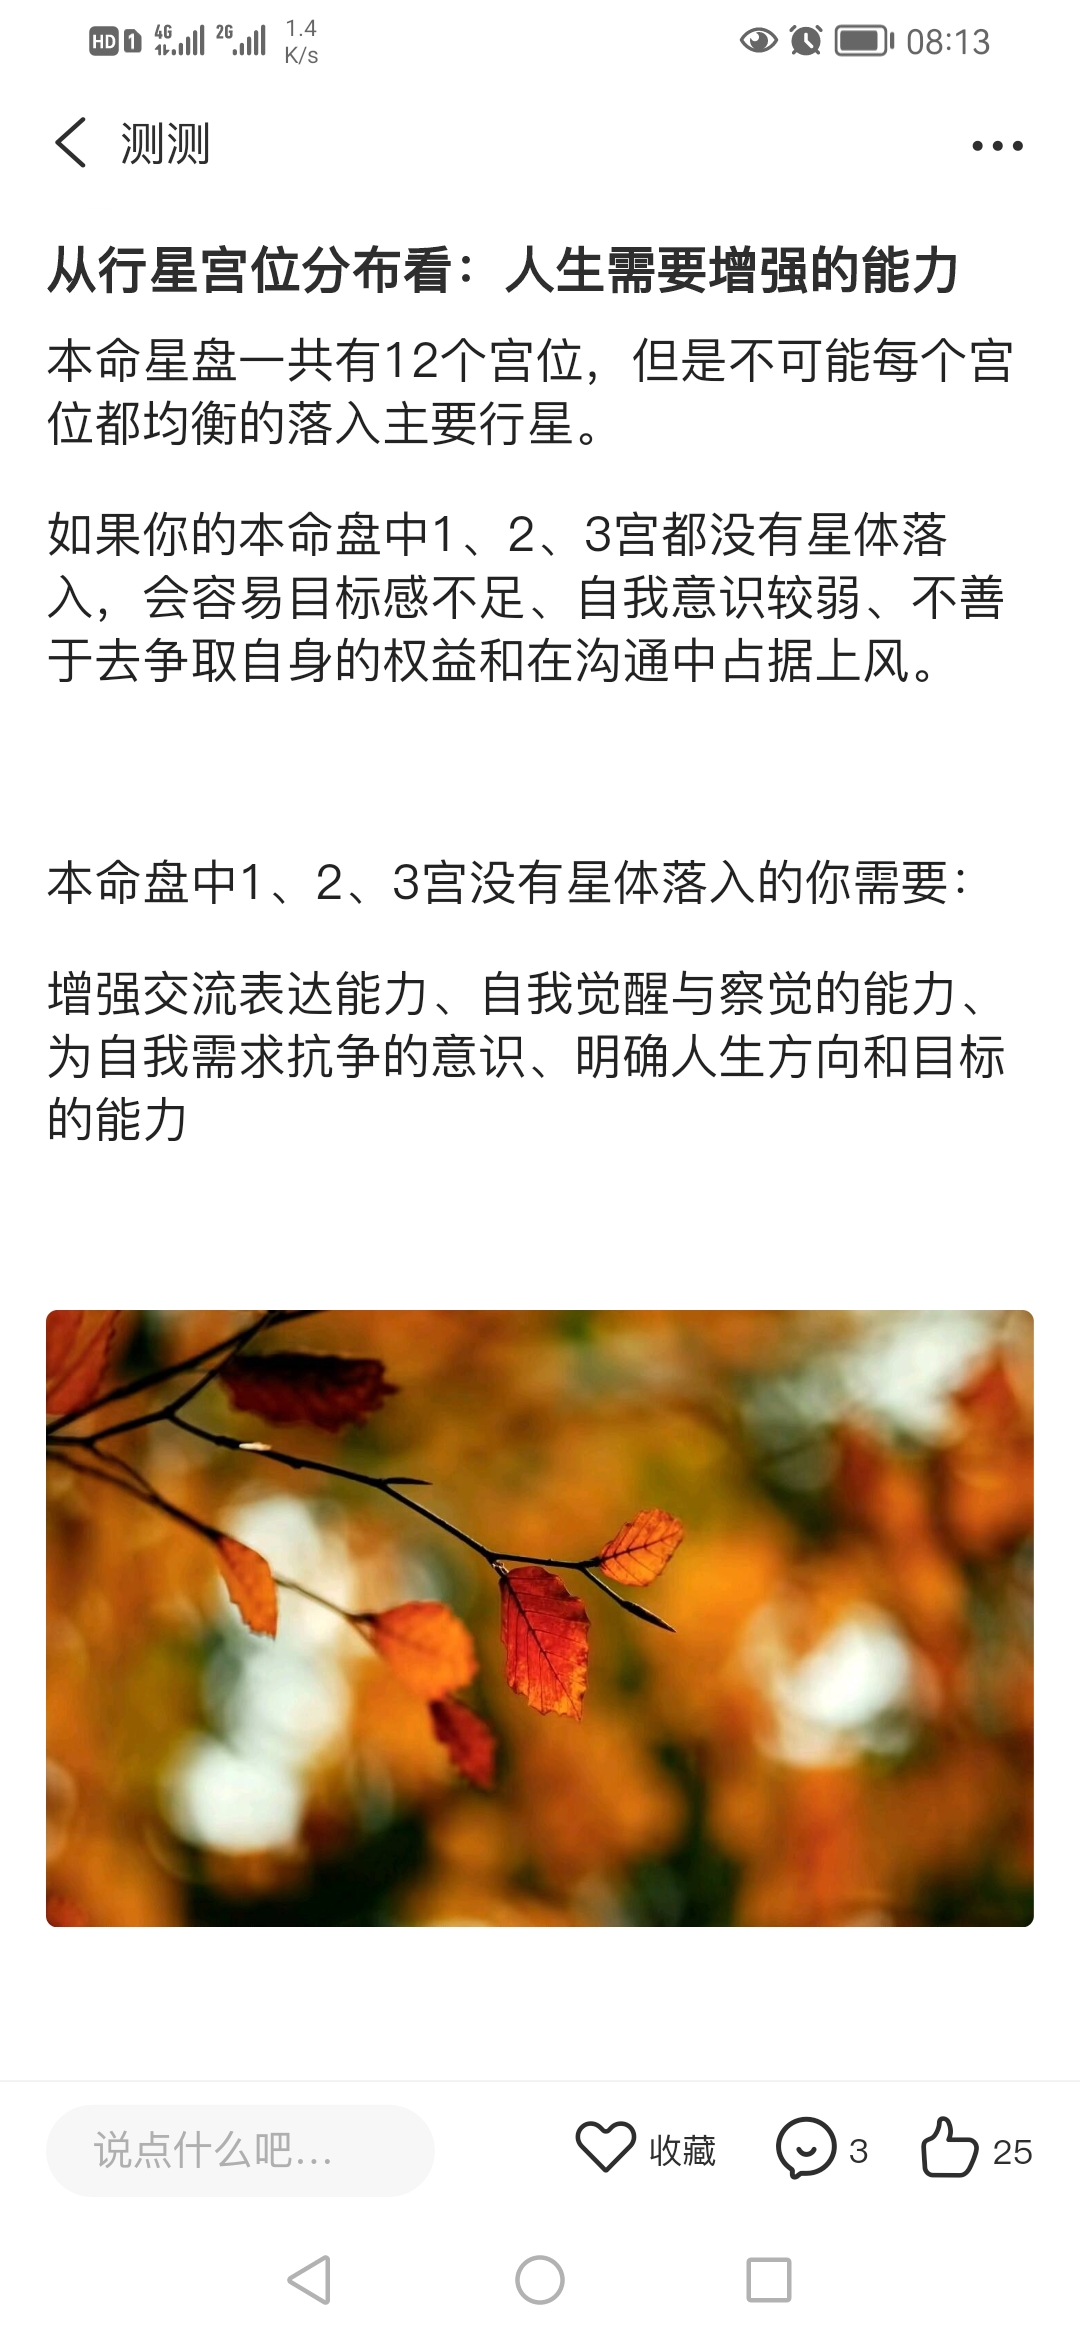 HD 1 4G 2G 1.4 K/s 08:13
测测
从行星宫位分布看：人生需要增强的能力
本命星盘一共有12个宫位，但是不可能每个宫
位都均衡的落入主要行星。
如果你的本命盘中1、2、3宫都没有星体落
入，会容易目标感不足、自我意识较弱、不善
于去争取自身的权益和在沟通中占据上风。
本命盘中1、2、3宫没有星体落入的你需要：
增强交流表达能力、自我觉醒与察觉的能力、
为自我需求抗争的意识、明确人生方向和目标
的能力
说点什么吧... 收藏 3 25